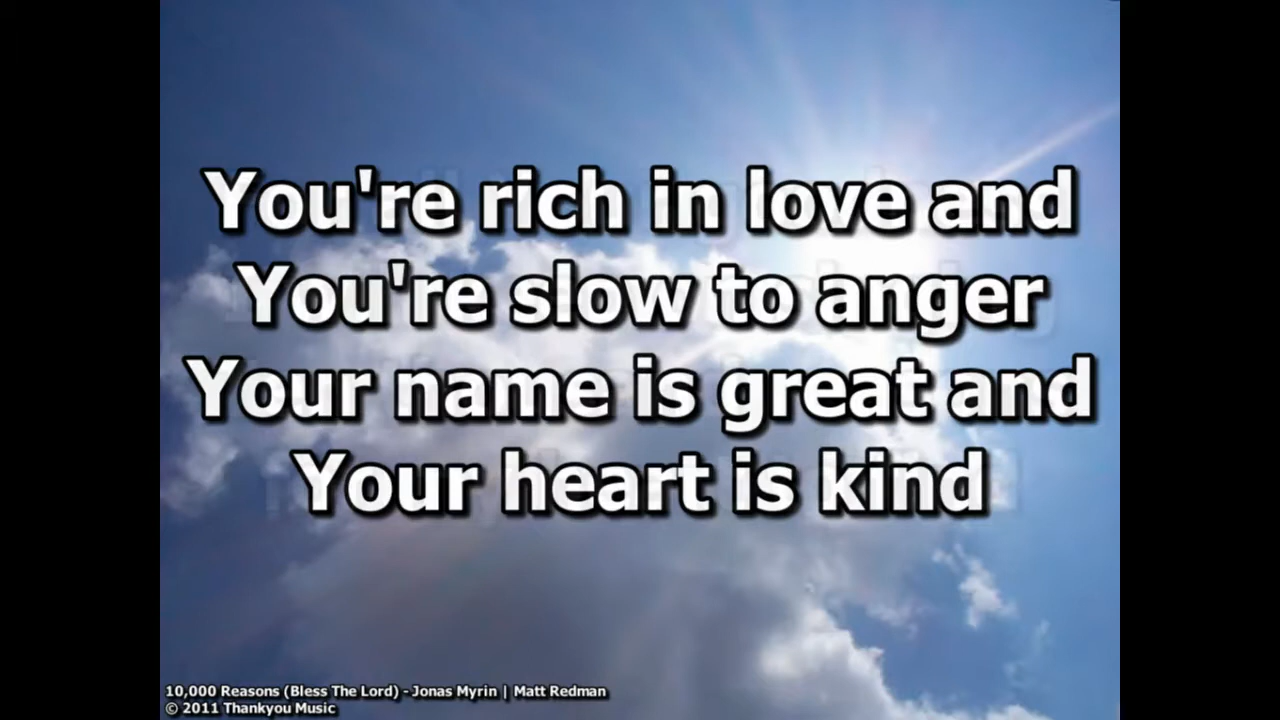 You're rich in love and
You're slow to anger
Your name is great and
Your heart is kind
10,000 Reasons (Bless The Lord) - Jonas Myrin | Matt Redman
© 2011 Thankyou Music